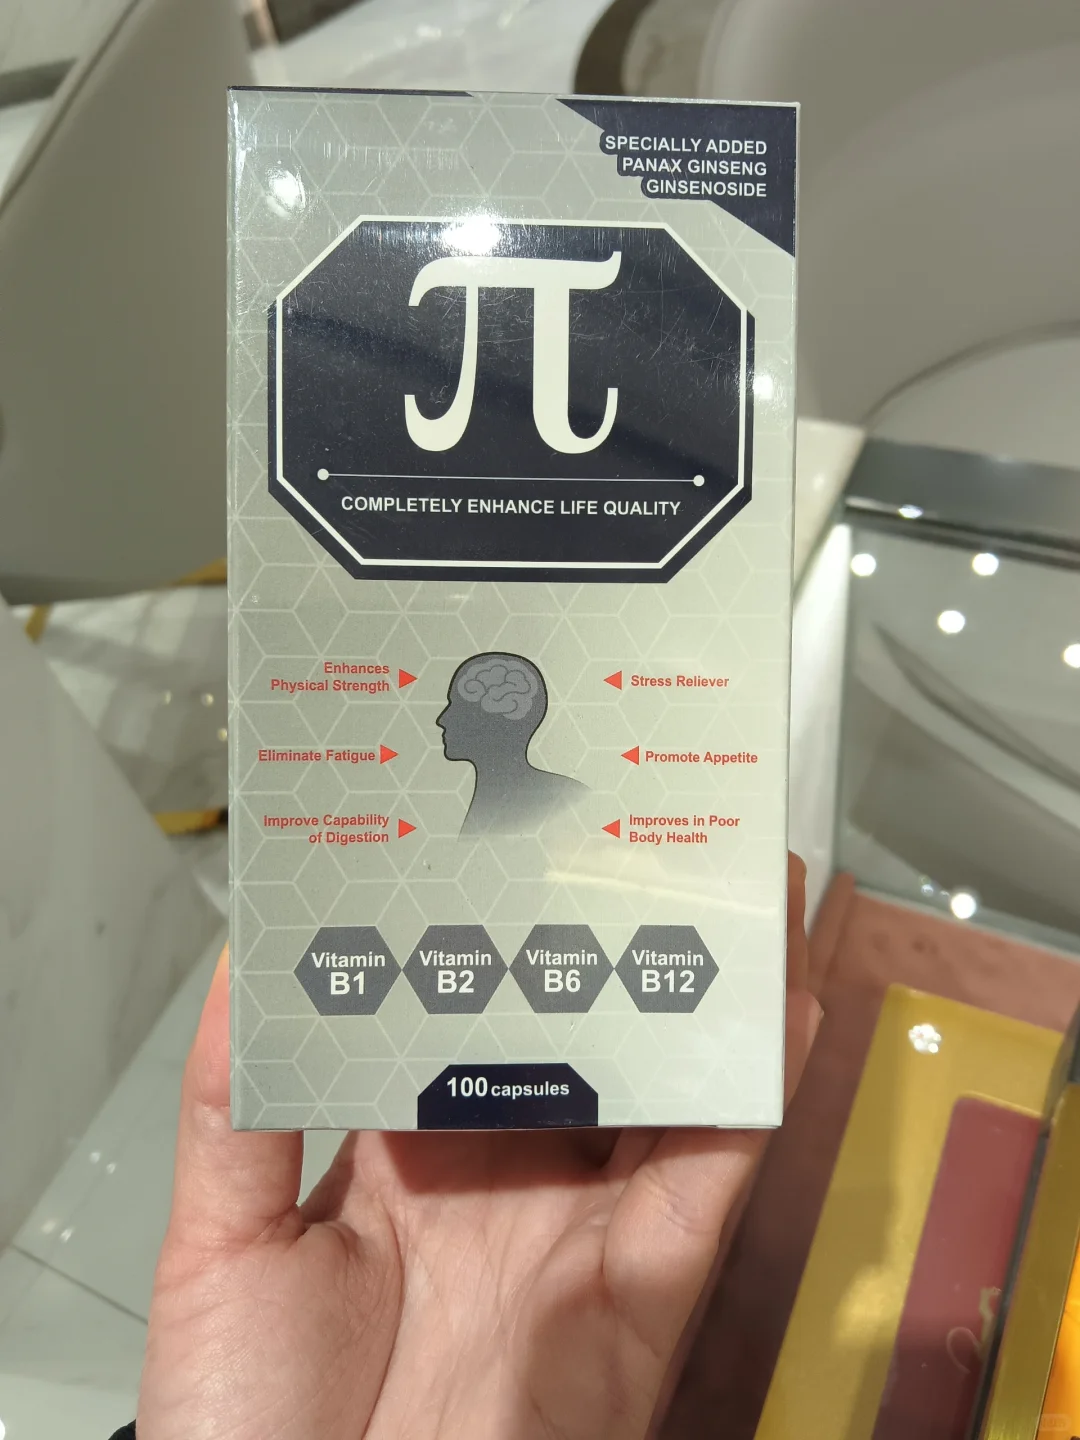 SPECIALLY ADDED
PANAX GINSENG
GINSENOSIDE
π
COMPLETELY ENHANCE LIFE QUALITY
Enhances
Physical Strength
Stress Reliever
Eliminate Fatigue
Promote Appetite
Improve Capability
of Digestion
Improves in Poor
Body Health
Vitamin
B1
Vitamin
B2
Vitamin
B6
Vitamin
B12
100 capsules